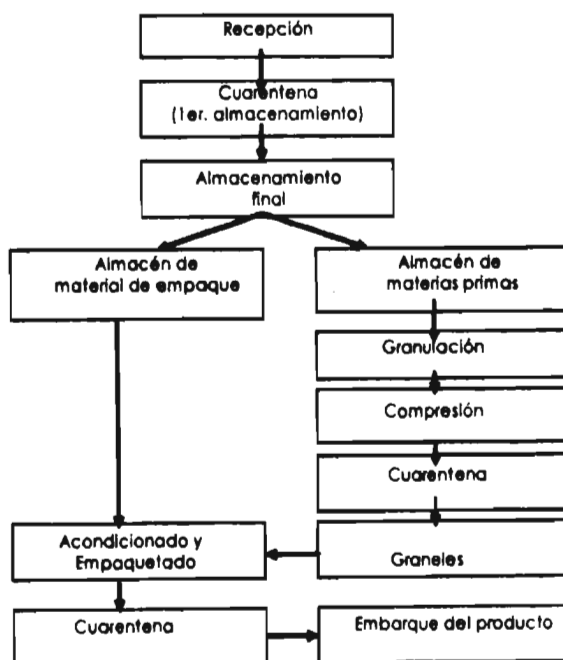 Recepción
Cuarentena
(1er. almacenamiento)
Almacenamiento
final
Almacén de
material de empaque
Almacén de
materias primas
Granulación
Compresión
Cuarentena
Acondicionado y
Empaquetado
Graneles
Cuarentena
Embarque del producto